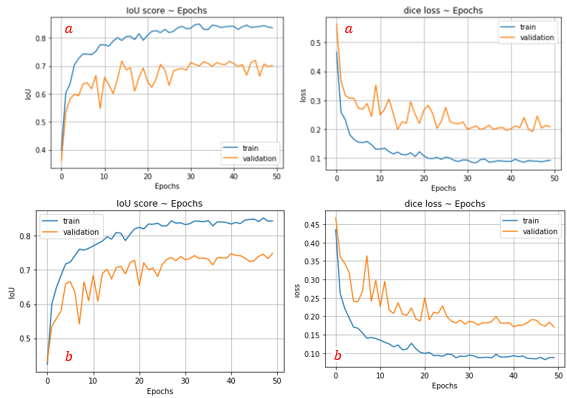 IoU score ~ Epochs
a
0.8
0.7
0.6
0.5
0.4
IoU
train
validation
0 10 20 30 40 50
Epochs
dice loss ~ Epochs
a
train
validation
0.5
0.4
0.3
0.2
0.1
loss
0 10 20 30 40 50
Epochs
IoU score ~ Epochs
train
validation
0.8
0.7
0.6
0.5
IoU
b
0 10 20 30 40 50
Epochs
dice loss ~ Epochs
train
validation
0.45
0.40
0.35
0.30
0.25
0.20
0.15
0.10
loss
b
0 10 20 30 40 50
Epochs